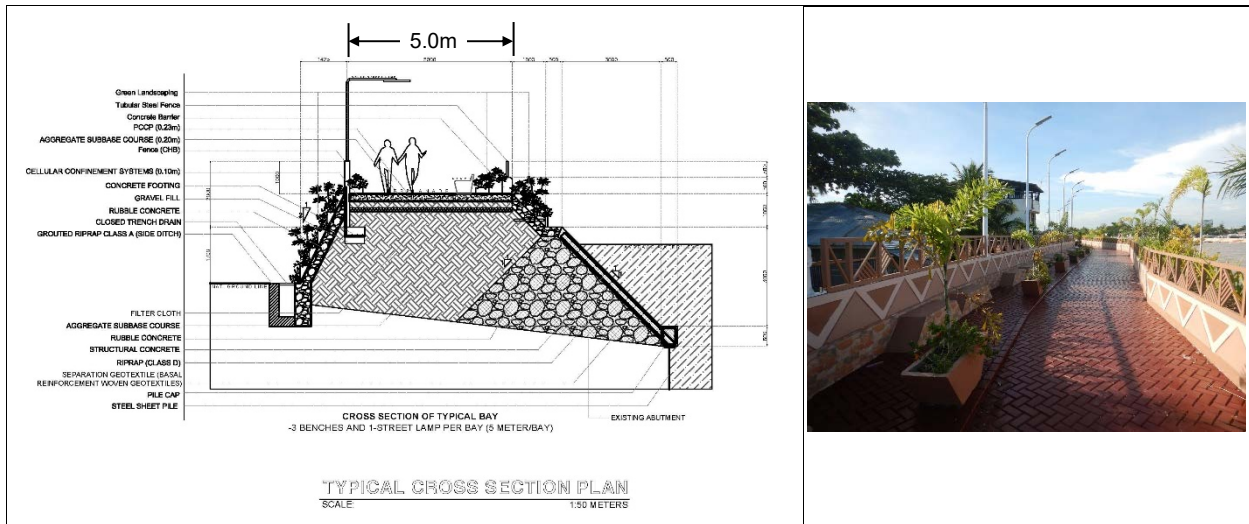 5.0m
5000
Green Landscaping
Tubular Steel Fence
Concrete Barrier
PCCP (0.23m)
AGGREGATE SUBBASE COURSE (0.20m)
Fence (CHB)
CELLULAR CONFINEMENT SYSTEMS (0.10m)
CONCRETE FOOTING
GRAVEL FILL
RUBBLE CONCRETE
CLOSED TRENCH DRAIN
GROUTED RIPRAP CLASS A (SIDE DITCH)
NAT. GROUND LINE
FILTER CLOTH
AGGREGATE SUBBASE COURSE
RUBBLE CONCRETE
STRUCTURAL CONCRETE
RIPRAP (CLASS D)
SEPARATION GEOTEXTILE (BASAL
REINFORCEMENT WOVEN GEOTEXTILES)
PILE CAP
STEEL SHEET PILE
EXISTING ABUTMENT
CROSS SECTION OF TYPICAL BAY
-3 BENCHES AND 1-STREET LAMP PER BAY (5 METER/BAY)
TYPICAL CROSS SECTION PLAN
SCALE: 1:50 METERS